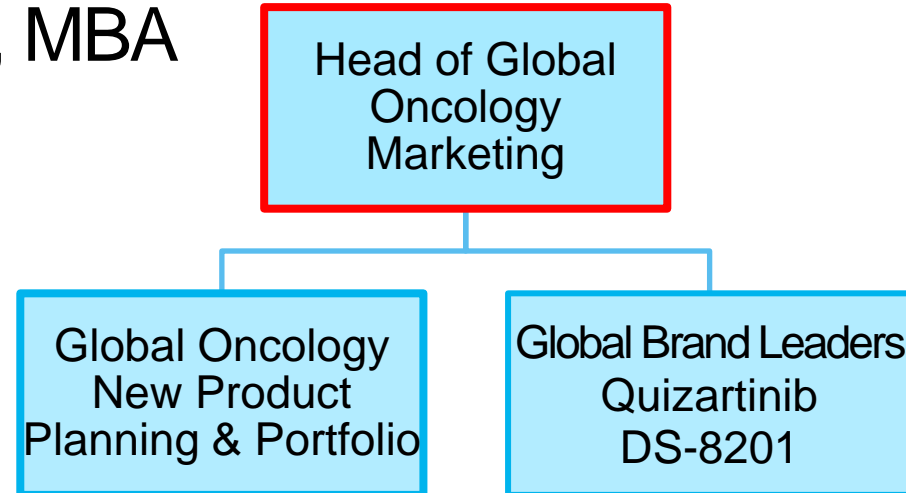 , MBA
Head of Global
Oncology
Marketing
Global Oncology
New Product
Planning & Portfolio
Global Brand Leaders
Quizartinib
DS-8201